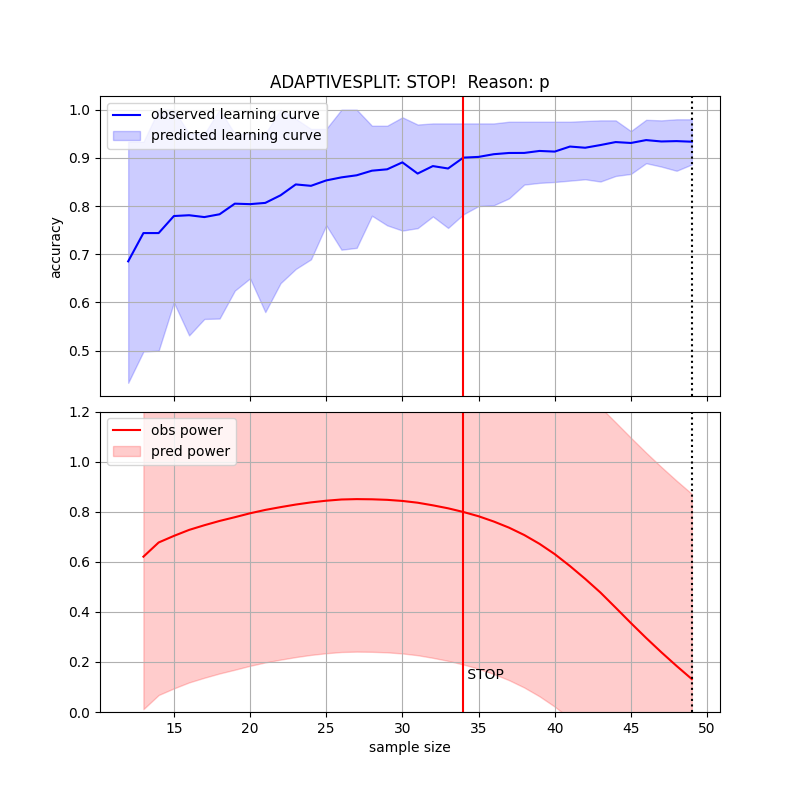 ADAPTIVESPLIT: STOP!  Reason: p
observed learning curve
predicted learning curve
1.0
0.9
0.8
0.7
0.6
0.5
accuracy
obs power
pred power
1.2
1.0
0.8
0.6
0.4
0.2
0.0
STOP
15
20
25
30
35
40
45
50
sample size